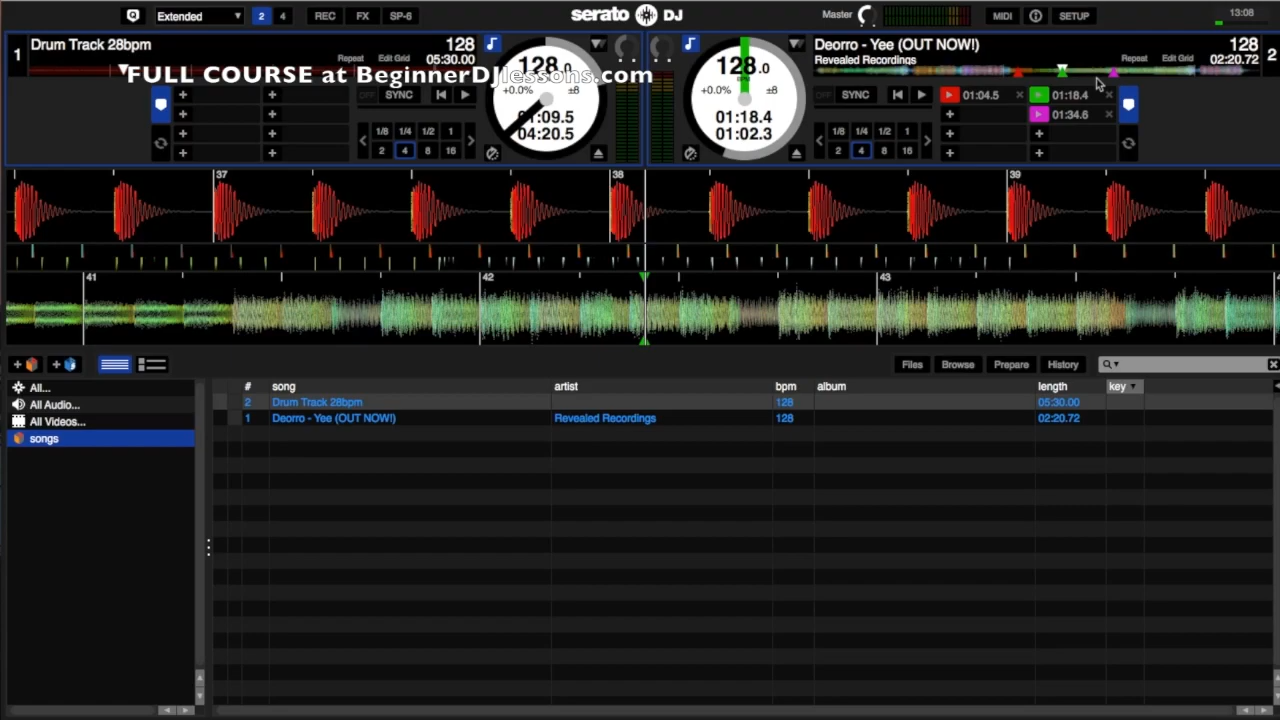 Extended 2 4 REC FX SP-6 serato DJ Master MIDI SETUP 13:08
1 Drum Track 28bpm 128 05:30.00 Repeat Edit Grid
FULL COURSE at BeginnerDJlessons.com
OFF SYNC
1/8 1/4 1/2 1
2 4 8 16
128.0
+0.0% ±8
01:09.5
04:20.5
128.0
+0.0% ±8
01:18.4
01:02.3
Deorro - Yee (OUT NOW!) 128 2
Revealed Recordings Repeat Edit Grid 02:20.72
OFF SYNC 01:04.5 01:18.4
01:34.6
1/8 1/4 1/2 1
2 4 8 16
37 38 39
41 42 43
Files Browse Prepare History
All...
All Audio...
All Videos...
songs
# song artist bpm album length key
2 Drum Track 28bpm 128 05:30.00
1 Deorro - Yee (OUT NOW!) Revealed Recordings 128 02:20.72